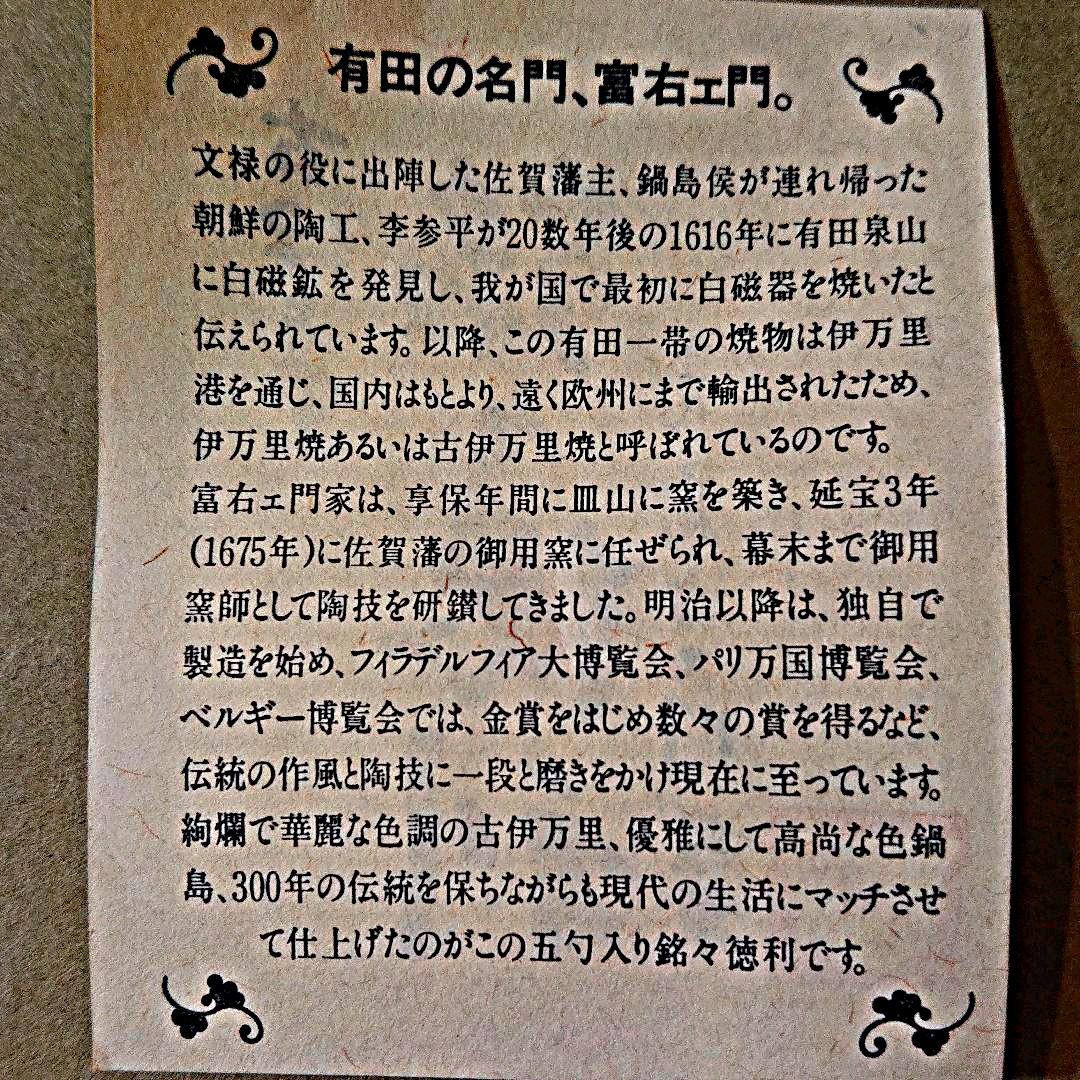 有田の名門、富右ェ門。
文禄の役に出陣した佐賀藩主、鍋島侯が連れ帰った
朝鮮の陶工、李参平が20数年後の1616年に有田泉山
に白磁鉱を発見し、我が国で最初に白磁器を焼いたと
伝えられています。以降、この有田一帯の焼物は伊万里
港を通じ、国内はもとより、遠く欧州にまで輸出されたため、
伊万里焼あるいは古伊万里焼と呼ばれているのです。
富右ェ門家は、享保年間に皿山に窯を築き、延宝3年
(1675年)に佐賀藩の御用窯に任ぜられ、幕末まで御用
窯師として陶技を研鑚してきました。明治以降は、独自で
製造を始め、フィラデルフィア大博覧会、パリ万国博覧会、
ベルギー博覧会では、金賞をはじめ数々の賞を得るなど、
伝統の作風と陶技に一段と磨きをかけ現在に至っています。
絢爛で華麗な色調の古伊万里、優雅にして高尚な色鍋
島、300年の伝統を保ちながらも現代の生活にマッチさせ
て仕上げたのがこの五勺入り銘々徳利です。